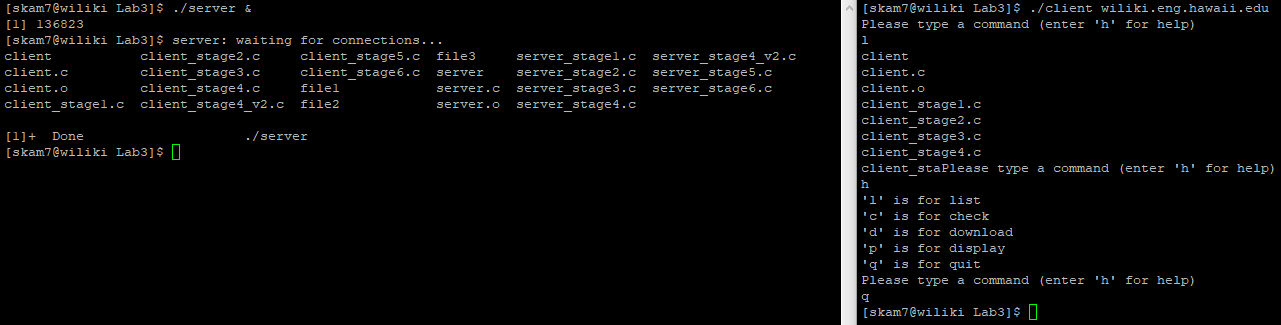 [skam7@wiliki Lab3]$ ./server &
[1] 136823
[skam7@wiliki Lab3]$ server: waiting for connections...
client           client_stage2.c     client_stage5.c  file3     server_stage1.c  server_stage4_v2.c
client.c         client_stage3.c     client_stage6.c  server    server_stage2.c  server_stage5.c
client.o         client_stage4.c     file1            server.c  server_stage3.c  server_stage6.c
client_stage1.c  client_stage4_v2.c  file2            server.o  server_stage4.c
[1]+  Done                    ./server
[skam7@wiliki Lab3]$
[skam7@wiliki Lab3]$ ./client wiliki.eng.hawaii.edu
Please type a command (enter 'h' for help)
l
client
client.c
client.o
client_stage1.c
client_stage2.c
client_stage3.c
client_stage4.c
client_staPlease type a command (enter 'h' for help)
h
'l' is for list
'c' is for check
'd' is for download
'p' is for display
'q' is for quit
Please type a command (enter 'h' for help)
q
[skam7@wiliki Lab3]$